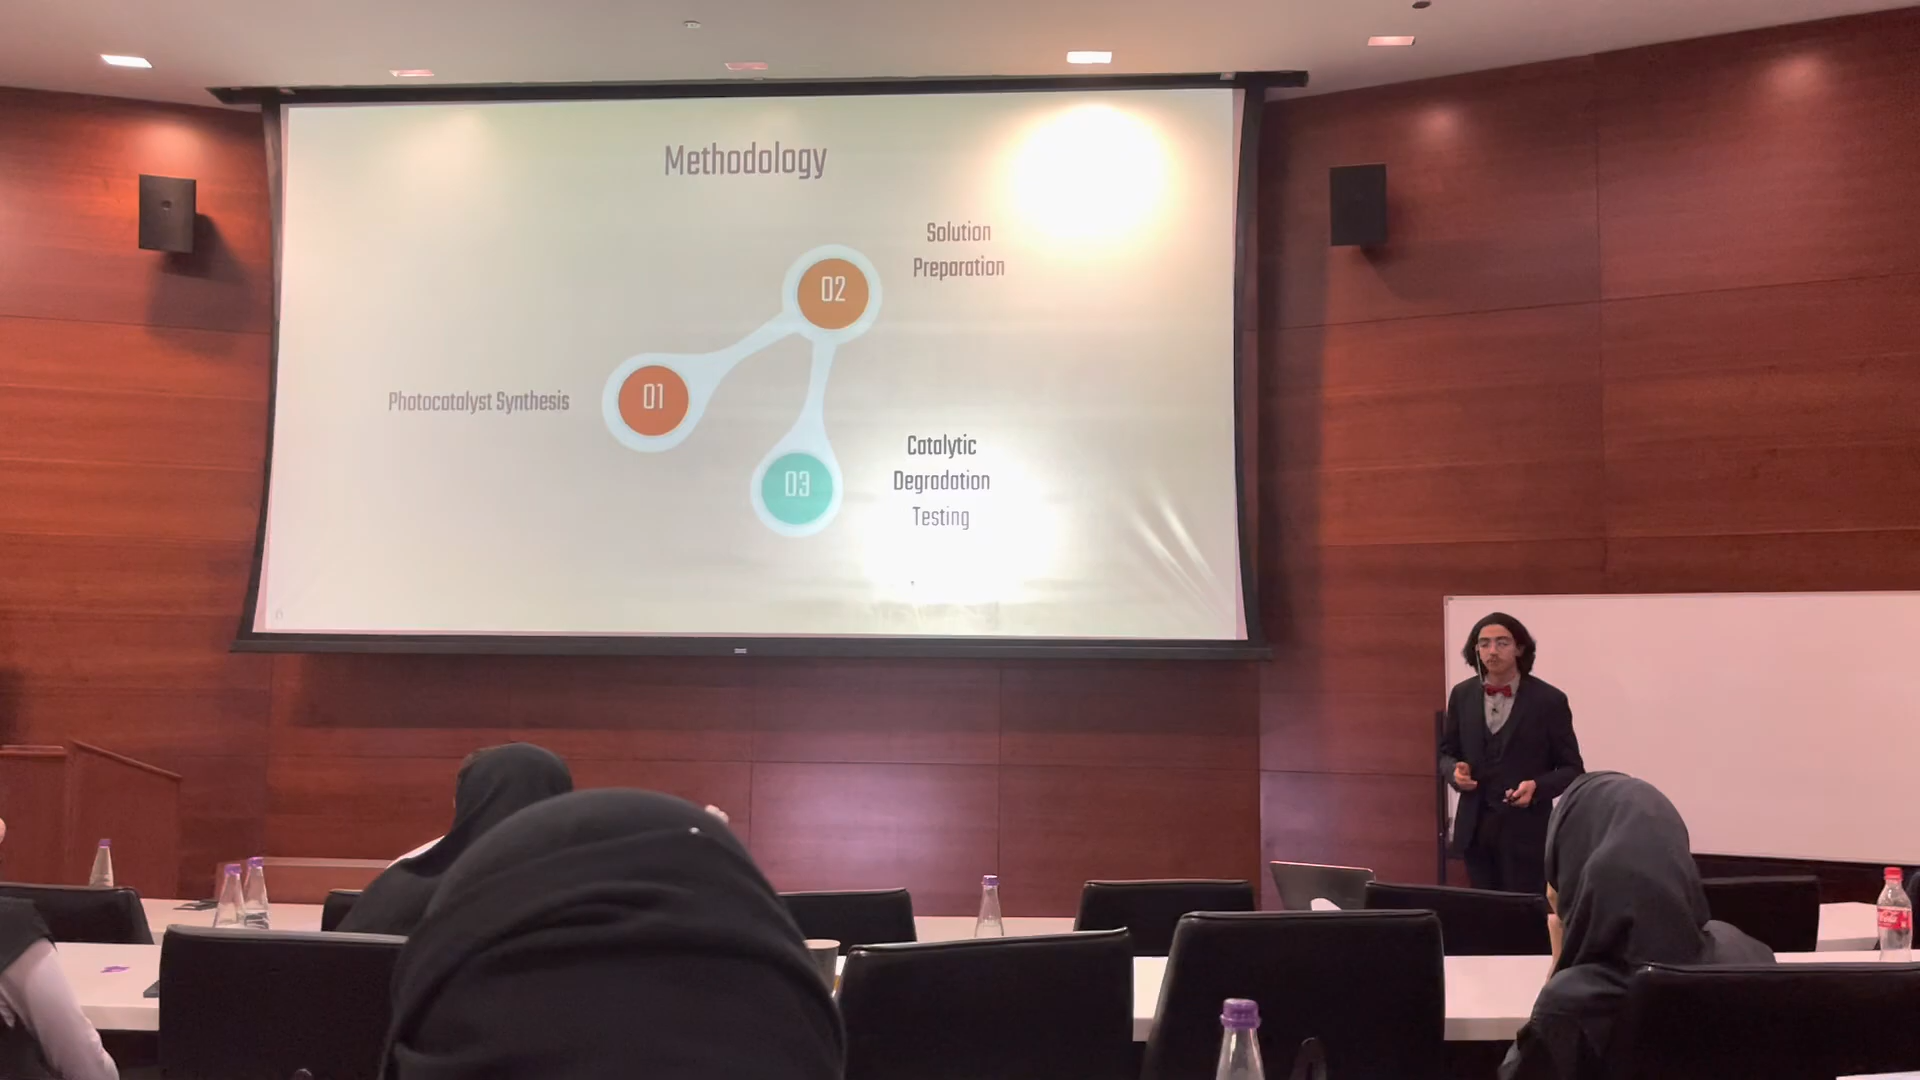 Methodology
01
Photocatalyst Synthesis
02
Solution
Preparation
03
Catalytic
Degradation
Testing